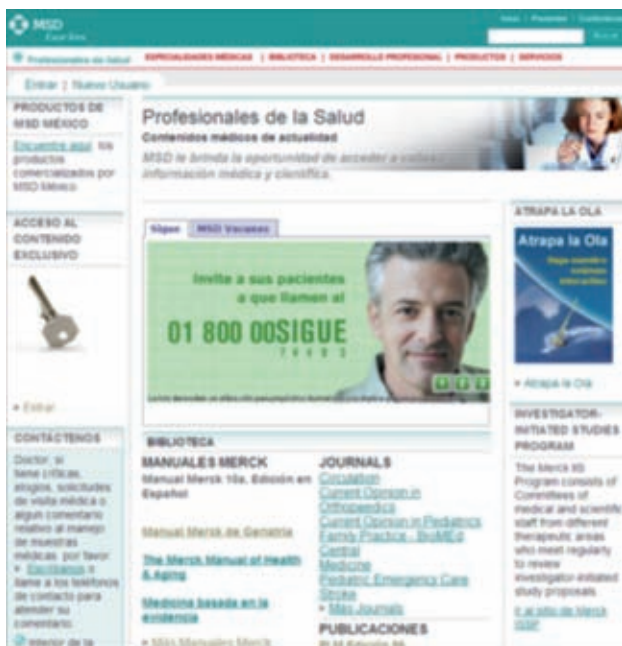 MSD
Inicio | Pacientes |
Profesionales de Salud
ESPECIALIDADES MÉDICAS | BIBLIOTECA | DESARROLLO PROFESIONAL | PRODUCTOS | SERVICIOS
Entrar | Nuevo Usuario
PRODUCTOS DE
MSD MÉXICO
Encuentre aquí los
productos
comercializados por
MSD México
ACCESO AL
CONTENIDO
EXCLUSIVO
» Entrar
CONTÁCTENOS
Doctor, si
tiene críticas,
elogios, solicitudes
de visita médica o
algun comentario
relativo al manejo
de muestras
médicas, por favor
» Escríbanos o
llame a los teléfonos
de contacto para
atender su
comentario.
Interior de la
Profesionales de la Salud
Contenidos médicos de actualidad
MSD le brinda la oportunidad de acceder a valiosa
información médica y científica.
Sigue MSD Vacunas
Invite a sus pacientes
a que llamen al
01 800 00SIGUE
1 2 3
BIBLIOTECA
MANUALES MERCK
Manual Merck 10a. Edición en
Español
Manual Merck de Geriatría
The Merck Manual of Health
& Aging
Medicina basada en la
evidencia
» Más Manuales Merck
JOURNALS
Circulation
Current Opinion in
Orthopaedics
Current Opinion in Pediatrics
Family Practice - BioMEd
Central
Medicine
Pediatric Emergency Care
Stroke
» Más Journals
PUBLICACIONES
ATRAPA LA OLA
Atrapa la Ola
» Atrapa la Ola
INVESTIGATOR-
INITIATED STUDIES
PROGRAM
The Merck IIS
Program consists of
Committees of
medical and scientific
staff from different
therapeutic areas
who meet regularly
to review
investigator-initiated
study proposals.
Ir al sitio de Merck
IISP